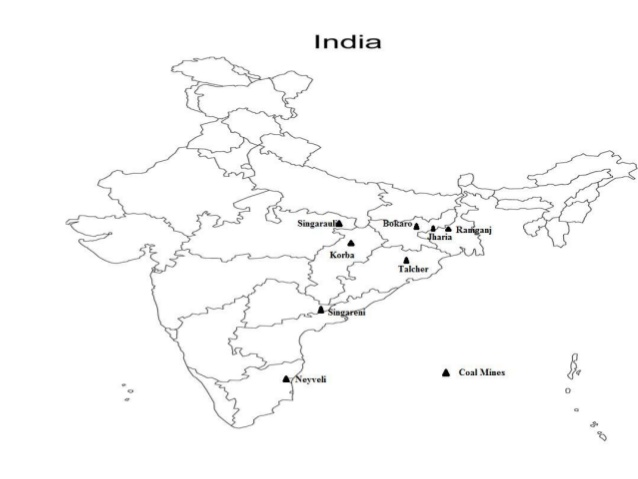 India
Singarauli
Bokaro
Jharia
Raniganj
Korba
Talcher
Singareni
Neyveli
Coal Mines